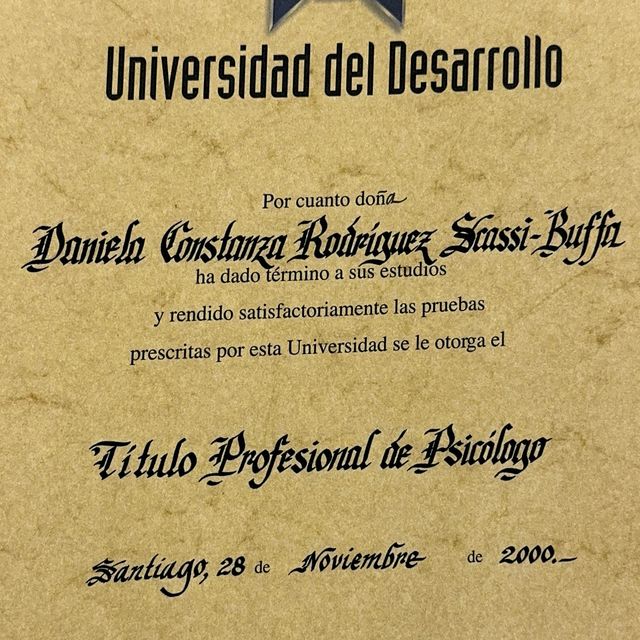 Universidad del Desarrollo
Por cuanto doña
Daniela Constanza Rodríguez Scassi-Buffa
ha dado término a sus estudios
y rendido satisfactoriamente las pruebas
prescritas por esta Universidad se le otorga el
Título Profesional de Psicólogo
Santiago, 28 de Noviembre de 2000.-